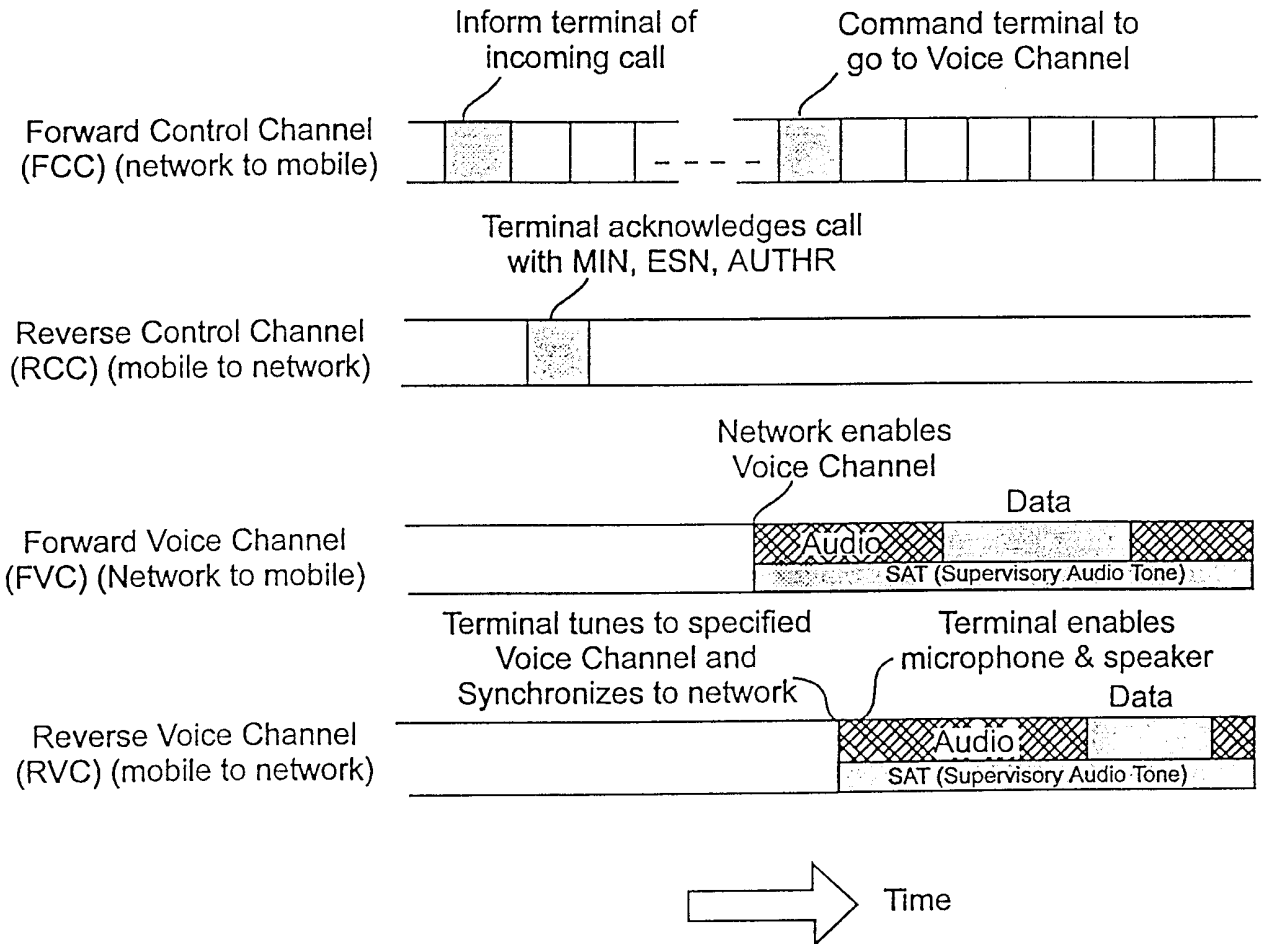 Inform terminal of
incoming call
Command terminal to
go to Voice Channel
Forward Control Channel
(FCC) (network to mobile)
Terminal acknowledges call
with MIN, ESN, AUTHR
Reverse Control Channel
(RCC) (mobile to network)
Network enables
Voice Channel
Data
Forward Voice Channel
(FVC) (Network to mobile)
Audio
SAT (Supervisory Audio Tone)
Terminal tunes to specified
Voice Channel and
Synchronizes to network
Terminal enables
microphone & speaker
Data
Reverse Voice Channel
(RVC) (mobile to network)
Audio
SAT (Supervisory Audio Tone)
Time